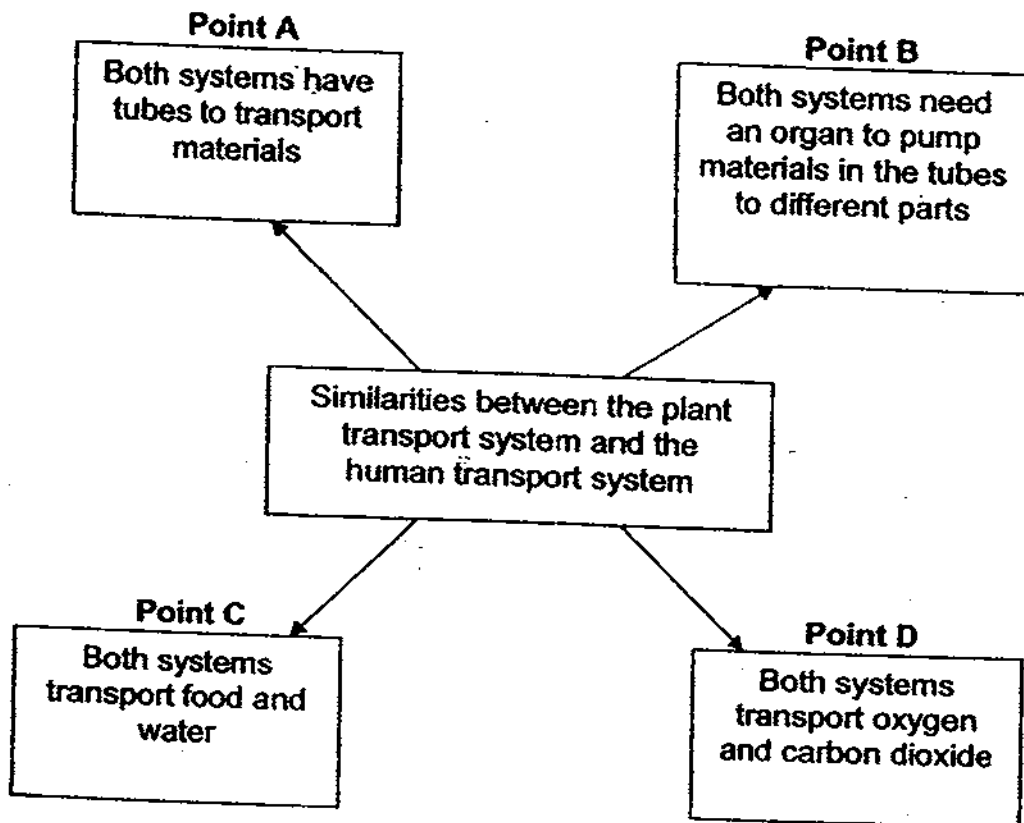 Point A
Both systems have
tubes to transport
materials
Point B
Both systems need
an organ to pump
materials in the tubes
to different parts
Similarities between the plant
transport system and the
human transport system
Point C
Both systems
transport food and
water
Point D
Both systems
transport oxygen
and carbon dioxide